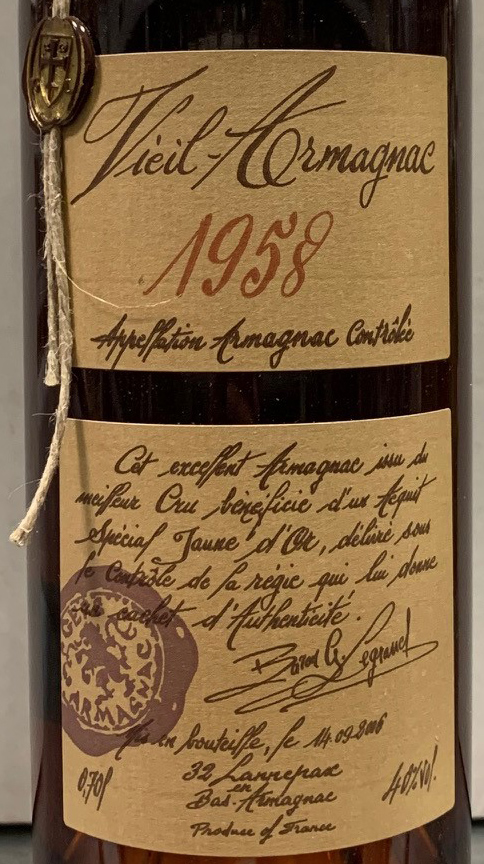 Vieil-Armagnac
1958
Appellation Armagnac Contrôlée
Cet excellent Armagnac issu du
meilleur Cru bénéficie d'un Acquit
Spécial Jaune d'Or, délivré sous
le Contrôle de la régie qui lui donne
cachet d'Authenticité.
Baron G. Legrand
ARMAGNAC
Mis en bouteille, le 14.09.2006
0,70l
32 Lannepax
en
Bas-Armagnac
40%vol.
Produce of France